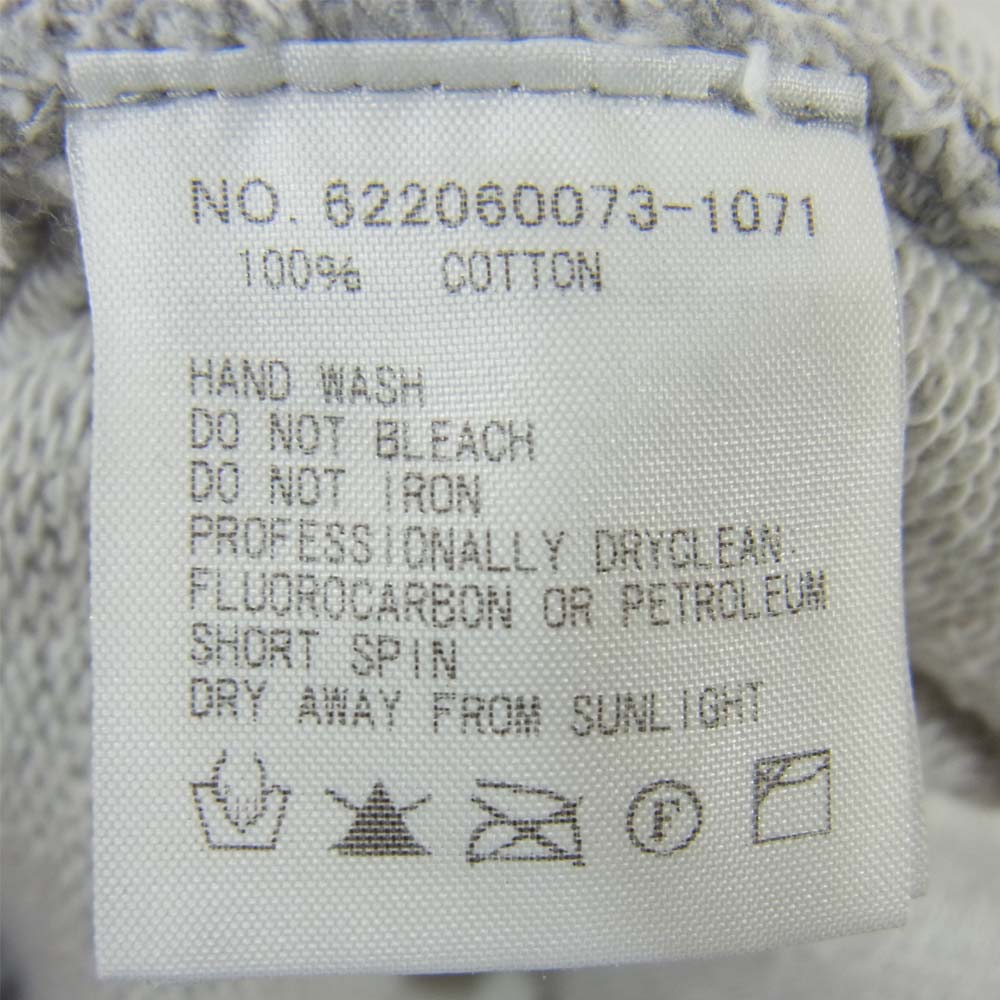 NO. 622060073-1071
100% COTTON
HAND WASH
DO NOT BLEACH
DO NOT IRON
PROFESSIONALLY DRYCLEAN.
FLUOROCARBON OR PETROLEUM
SHORT SPIN
DRY AWAY FROM SUNLIGHT
F